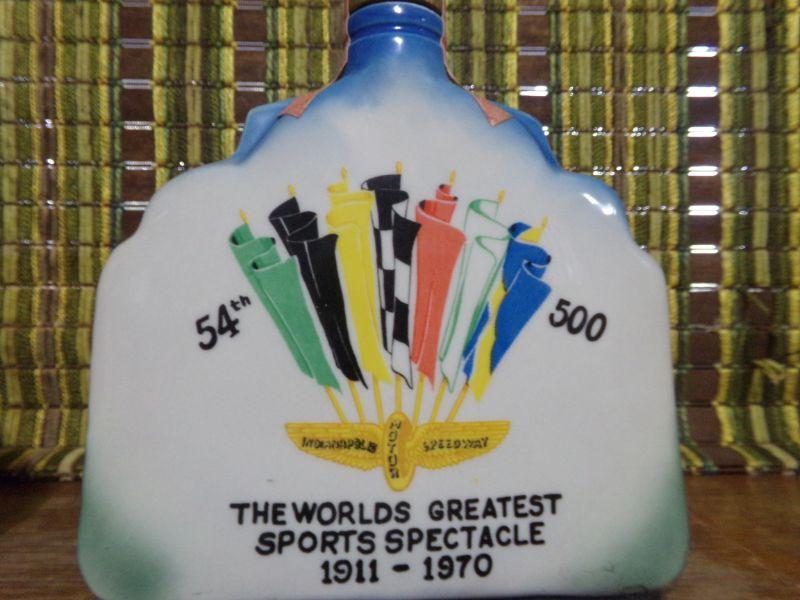 54th
500
INDIANAPOLIS MOTOR SPEEDWAY
THE WORLDS GREATEST
SPORTS SPECTACLE
1911 - 1970